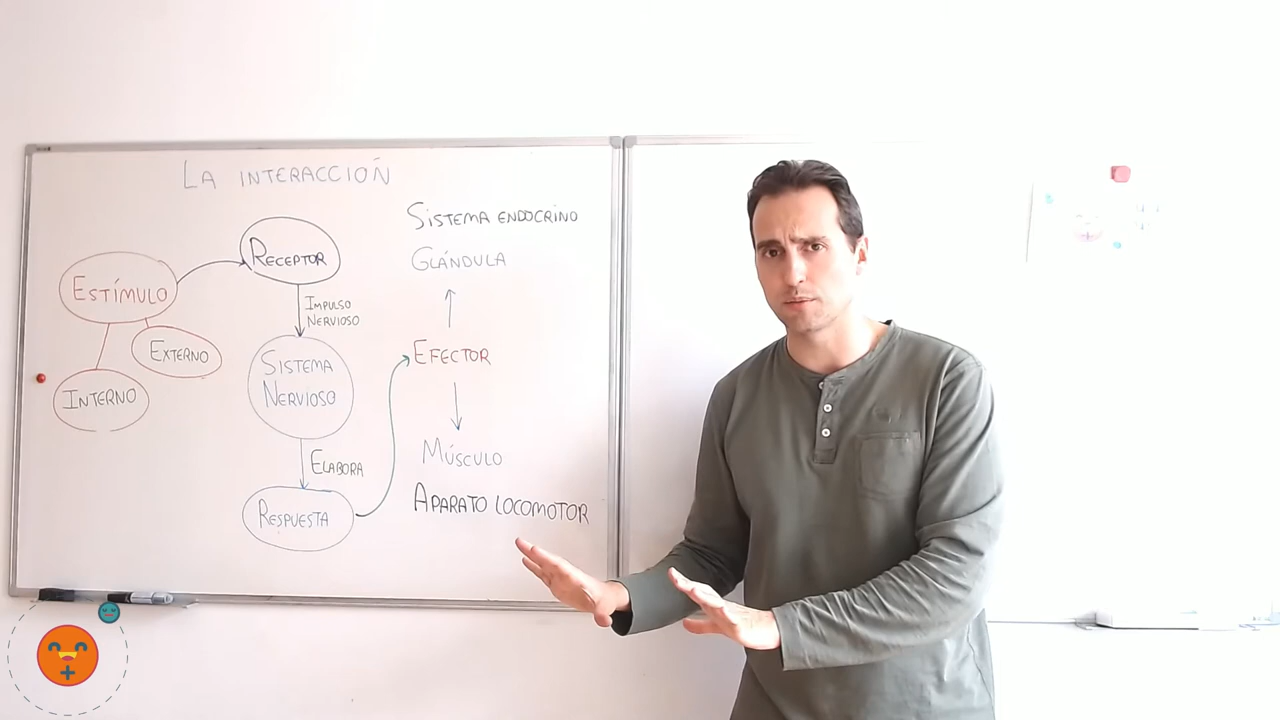 LA INTERACCIÓN
ESTÍMULO
INTERNO
EXTERNO
RECEPTOR
IMPULSO
NERVIOSO
SISTEMA
NERVIOSO
ELABORA
RESPUESTA
SISTEMA ENDOCRINO
GLÁNDULA
EFECTOR
MÚSCULO
APARATO LOCOMOTOR